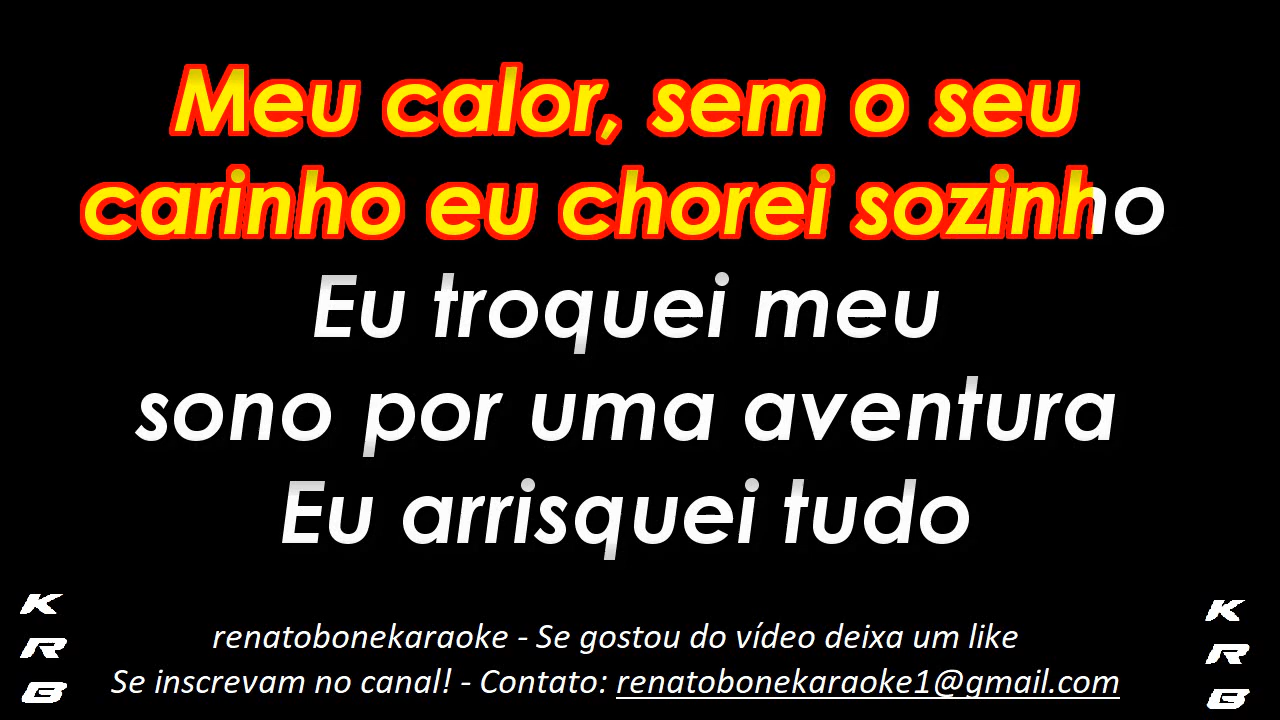 Meu calor, sem o seu
carinho eu chorei sozinho
Eu troquei meu
sono por uma aventura
Eu arrisquei tudo
K
R
B
renatobonekaraoke - Se gostou do vídeo deixa um like
Se inscrevam no canal! - Contato: renatobonekaraoke1@gmail.com
K
R
B